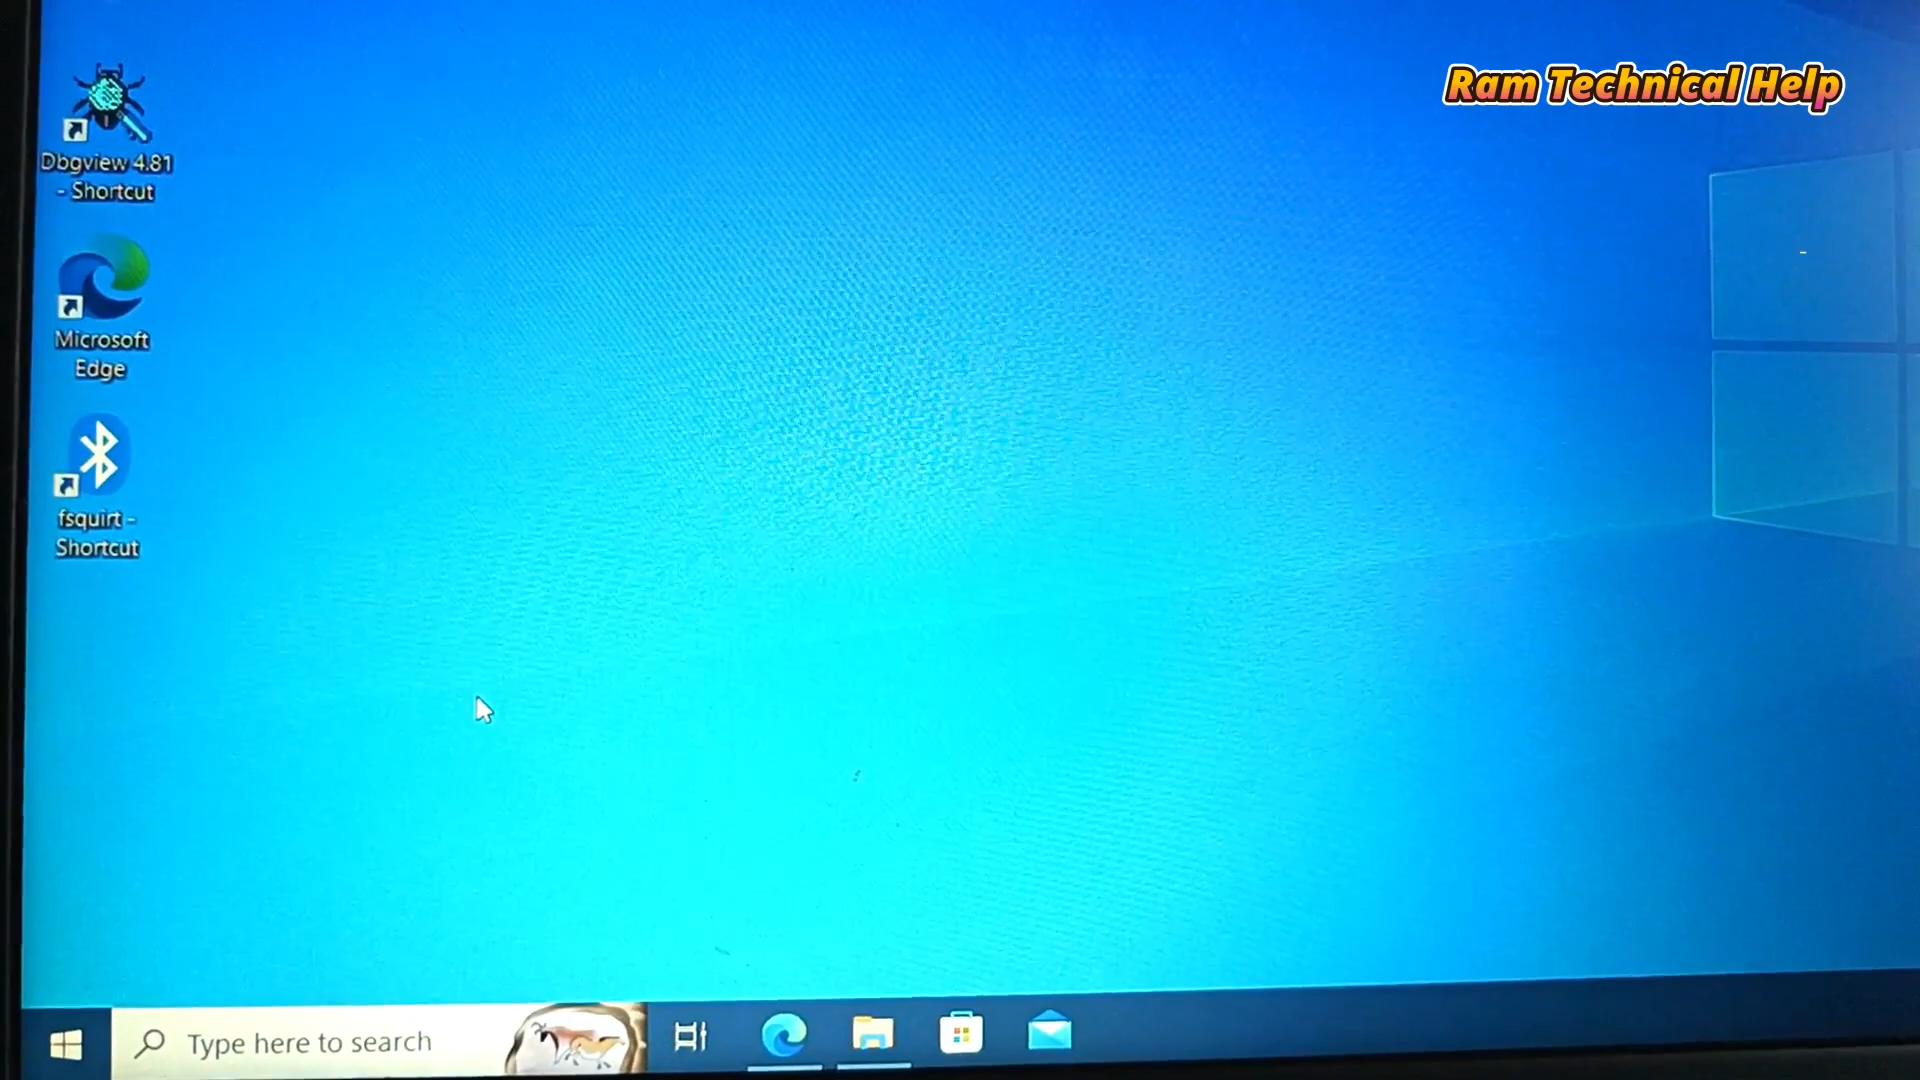 Ram Technical Help
Dbgview 4.81
- Shortcut
Microsoft
Edge
fsquirt -
Shortcut
Type here to search